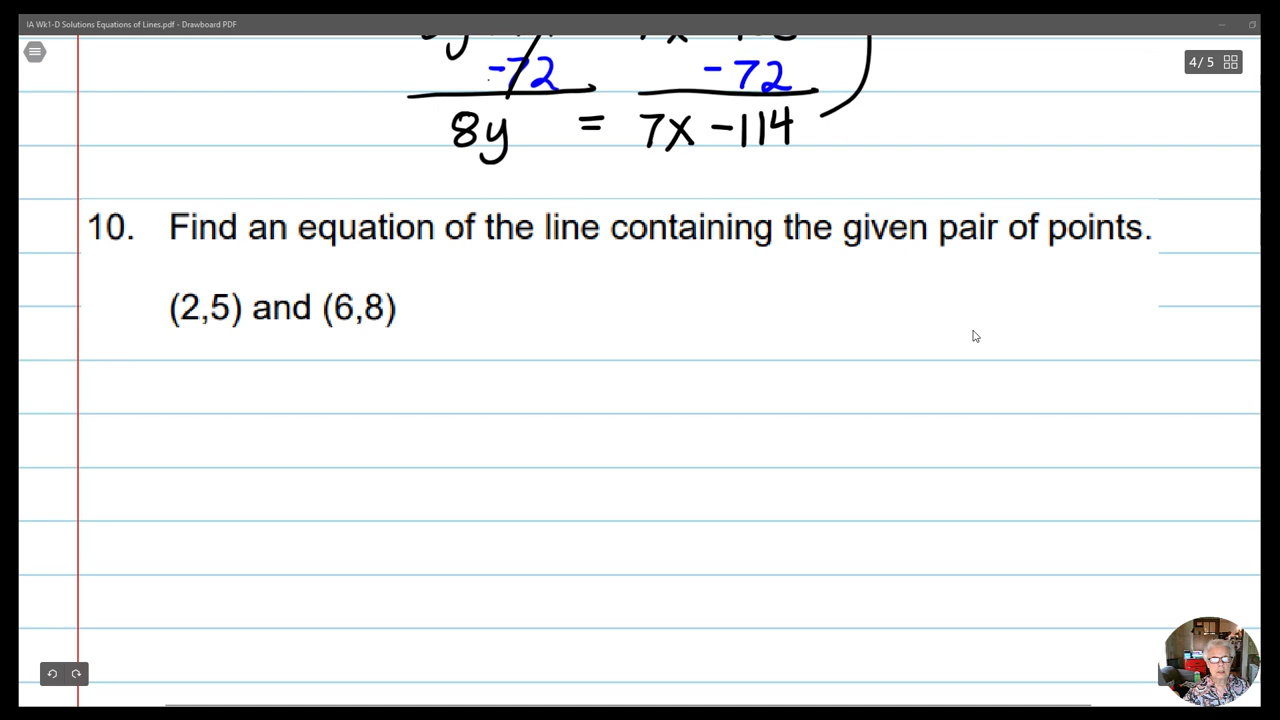 IA Wk1-D Solutions Equations of Lines.pdf - Drawboard PDF
4 / 5
-72 -72
8y = 7x -114
10. Find an equation of the line containing the given pair of points.
(2,5) and (6,8)